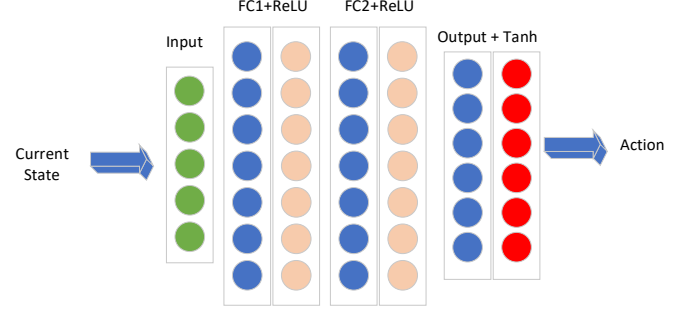 FC1+ReLU
FC2+ReLU
Input
Output + Tanh
Current
State
Action